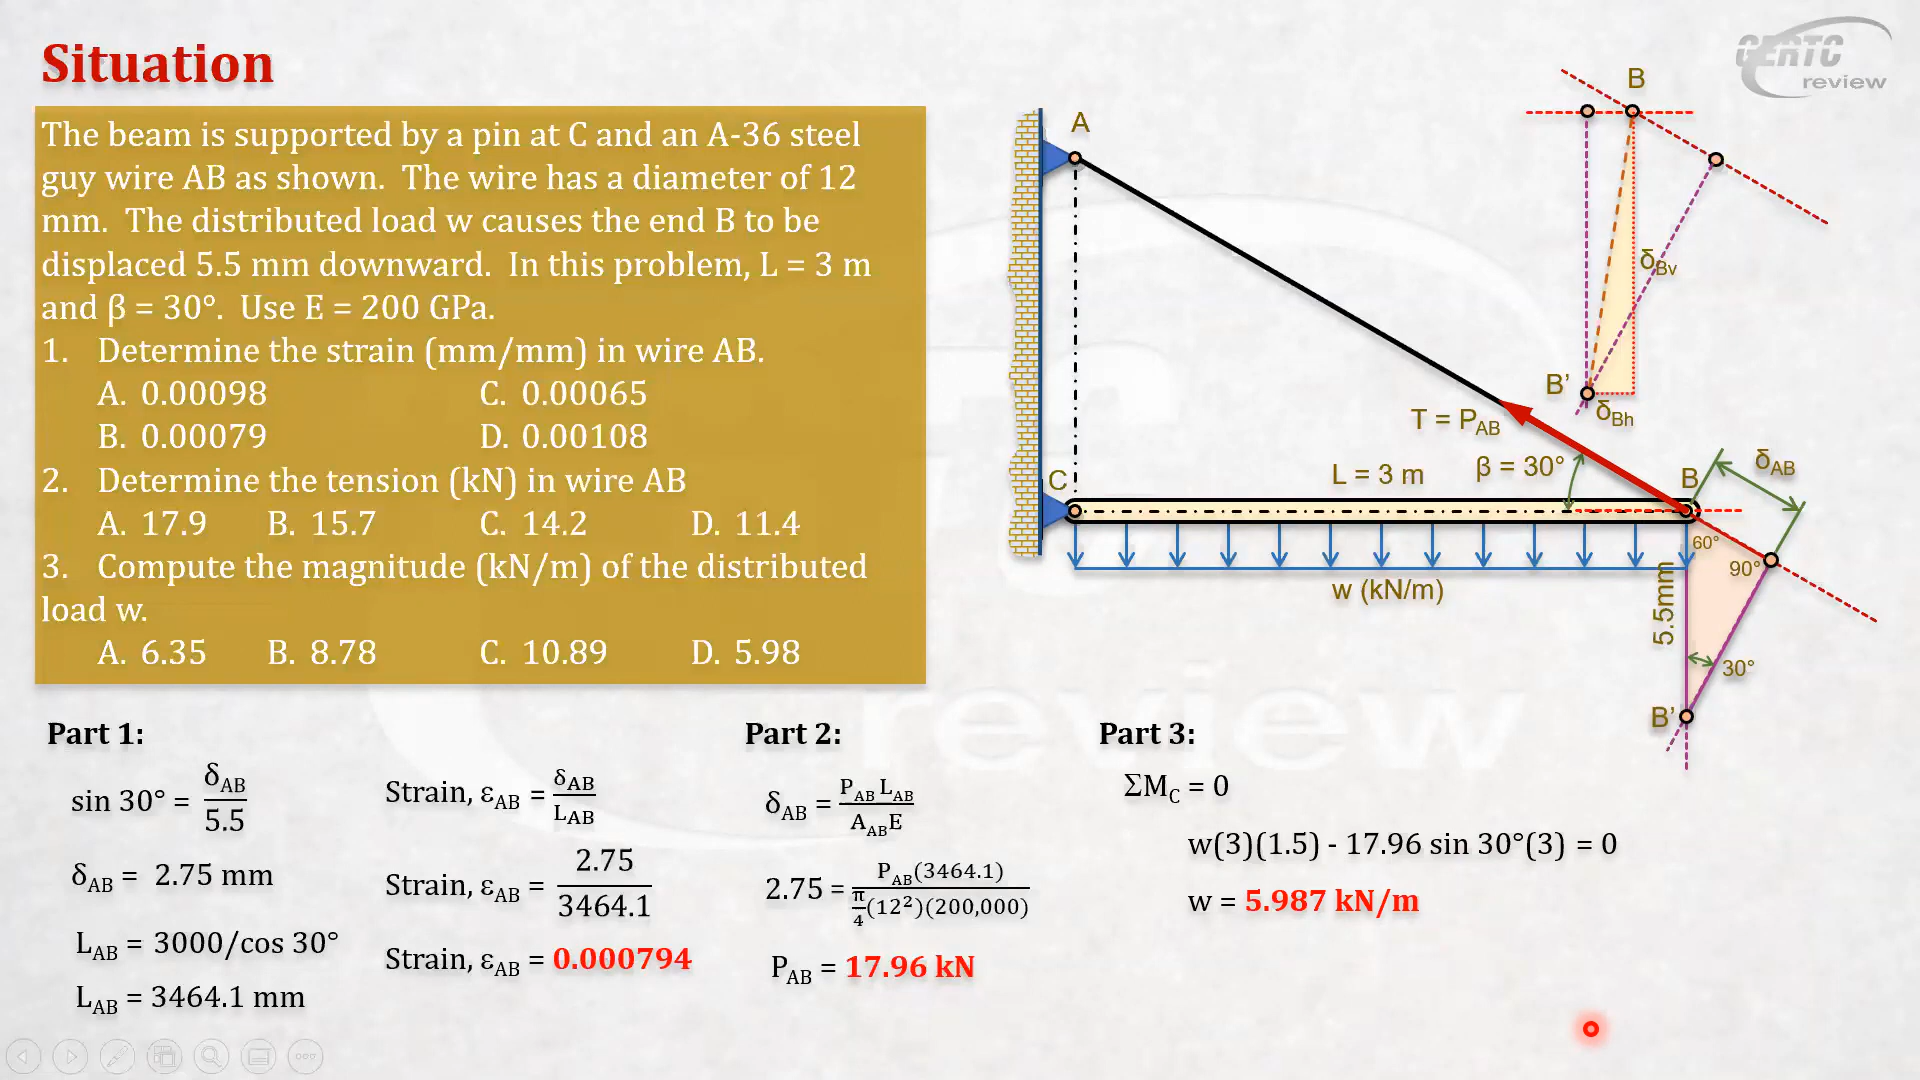 Situation
CERTC
review
The beam is supported by a pin at C and an A-36 steel
guy wire AB as shown. The wire has a diameter of 12
mm. The distributed load w causes the end B to be
displaced 5.5 mm downward. In this problem, L = 3 m
and β = 30°. Use E = 200 GPa.
1. Determine the strain (mm/mm) in wire AB.
A. 0.00098 C. 0.00065
B. 0.00079 D. 0.00108
2. Determine the tension (kN) in wire AB
A. 17.9 B. 15.7 C. 14.2 D. 11.4
3. Compute the magnitude (kN/m) of the distributed
load w.
A. 6.35 B. 8.78 C. 10.89 D. 5.98
A
B
δBv
B’
δBh
T = PAB
β = 30°
L = 3 m
C
B
δAB
60°
90°
5.5mm
30°
B’
w (kN/m)
review
Part 1:
sin 30° = δAB/5.5
δAB = 2.75 mm
LAB = 3000/cos 30°
LAB = 3464.1 mm
Strain, εAB = δAB/LAB
Strain, εAB = 2.75/3464.1
Strain, εAB = 0.000794
Part 2:
δAB = PAB LAB/AABE
2.75 = PAB(3464.1)/π/4(12²)(200,000)
PAB = 17.96 kN
Part 3:
ΣMC = 0
w(3)(1.5) - 17.96 sin 30°(3) = 0
w = 5.987 kN/m